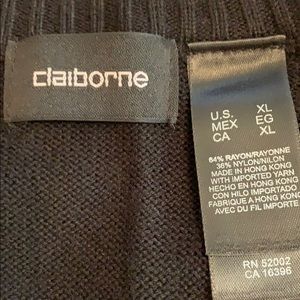 claiborne
U.S. XL
MEX EG
CA XL
64% RAYON/RAYONNE
36% NYLON/NILON
MADE IN HONG KONG
WITH IMPORTED YARN
HECHO EN HONG KONG
CON HILO IMPORTADO
FABRIQUE A HONG KONG
AVEC DU FIL IMPORTE
RN 52002
CA 16396